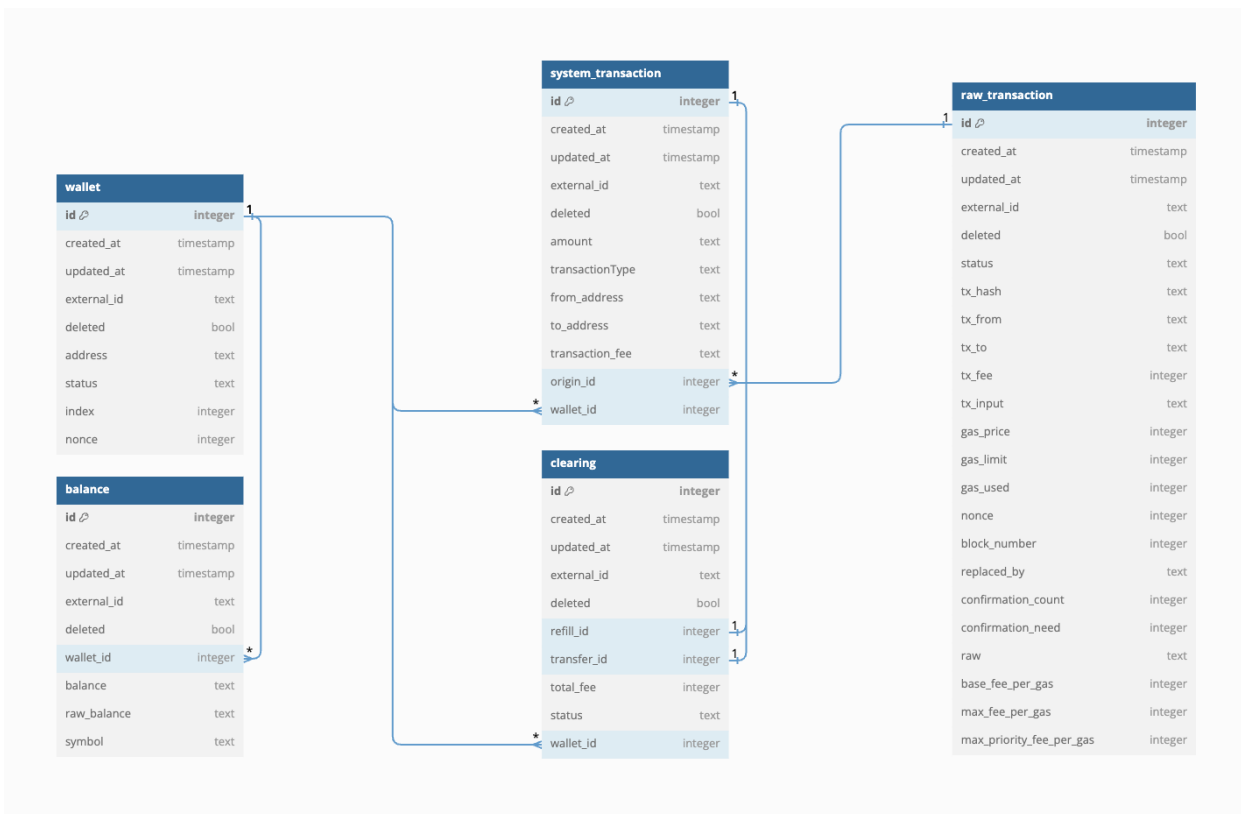 wallet
id integer 1
created_at timestamp
updated_at timestamp
external_id text
deleted bool
address text
status text
index integer
nonce integer
balance
id integer
created_at timestamp
updated_at timestamp
external_id text
deleted bool
wallet_id integer *
balance text
raw_balance text
symbol text
system_transaction
id integer 1
created_at timestamp
updated_at timestamp
external_id text
deleted bool
amount text
transactionType text
from_address text
to_address text
transaction_fee text
origin_id integer *
* wallet_id integer
clearing
id integer
created_at timestamp
updated_at timestamp
external_id text
deleted bool
refill_id integer 1
transfer_id integer 1
total_fee integer
status text
* wallet_id integer
raw_transaction
1 id integer
created_at timestamp
updated_at timestamp
external_id text
deleted bool
status text
tx_hash text
tx_from text
tx_to text
tx_fee integer
tx_input text
gas_price integer
gas_limit integer
gas_used integer
nonce integer
block_number integer
replaced_by text
confirmation_count integer
confirmation_need integer
raw text
base_fee_per_gas integer
max_fee_per_gas integer
max_priority_fee_per_gas integer